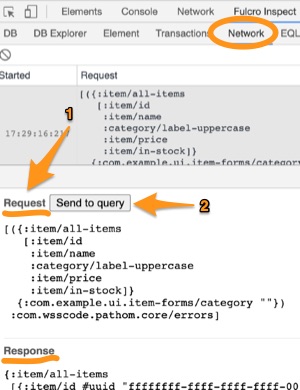 Elements Console Network Fulcro Inspect
DB DB Explorer Element Transactions Network EQL
Started Request
[({:item/all-items
[:item/id
:item/name
:category/label-uppercase
:item/price
17:29:16:217 :item/in-stock]}
{:com.example.ui.item-forms/category
1
Request Send to query
2
[({:item/all-items
[:item/id
:item/name
:category/label-uppercase
:item/price
:item/in-stock]}
{:com.example.ui.item-forms/category ""})
:com.wsscode.pathom.core/errors]
Response
{:item/all-items
[{:item/id #uuid "ffffffff-ffff-ffff-ffff-00